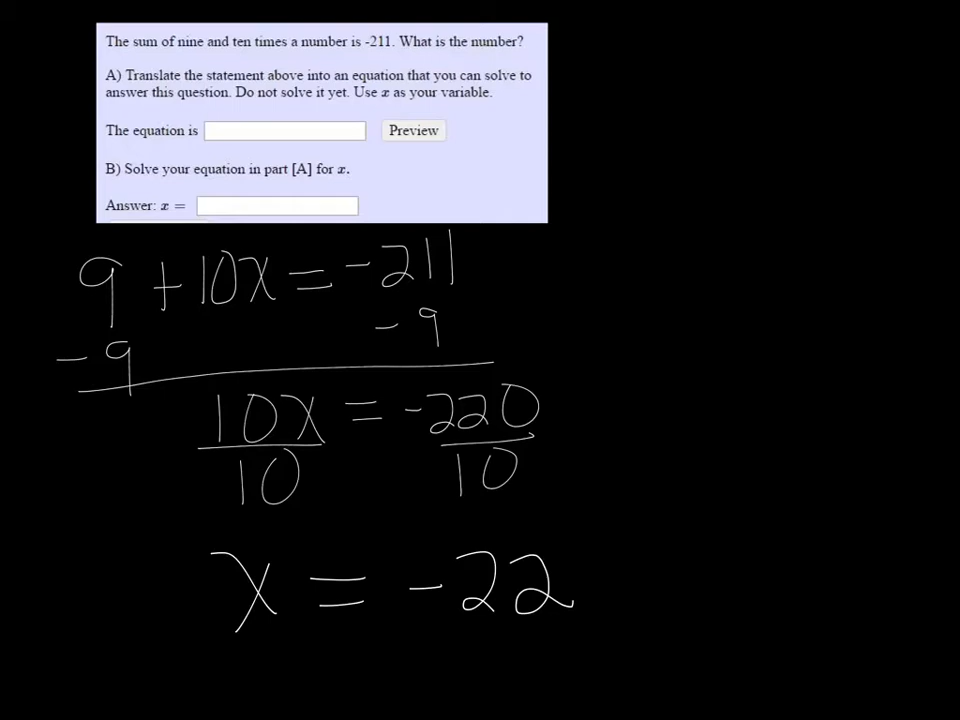 The sum of nine and ten times a number is -211. What is the number?
A) Translate the statement above into an equation that you can solve to
answer this question. Do not solve it yet. Use x as your variable.
The equation is Preview
B) Solve your equation in part [A] for x.
Answer: x =
9 + 10x = -211
- 9 - 9
10x = -220
10 10
x = -22